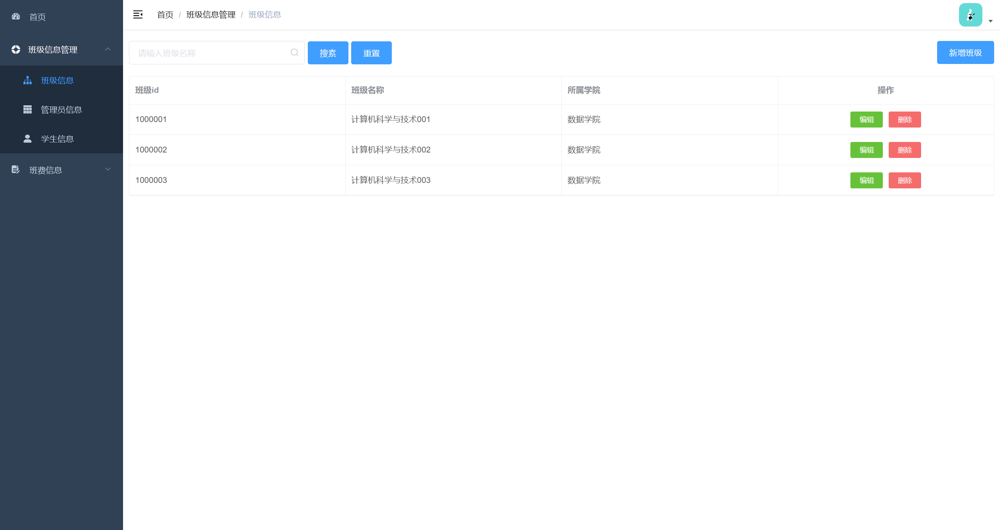 首页
班级信息管理
班级信息
管理员信息
学生信息
班费信息
首页 / 班级信息管理 / 班级信息
请输入班级名称 搜素 重置 新增班级
班级id 班级名称 所属学院 操作
1000001 计算机科学与技术001 数据学院 编辑 删除
1000002 计算机科学与技术002 数据学院 编辑 删除
1000003 计算机科学与技术003 数据学院 编辑 删除